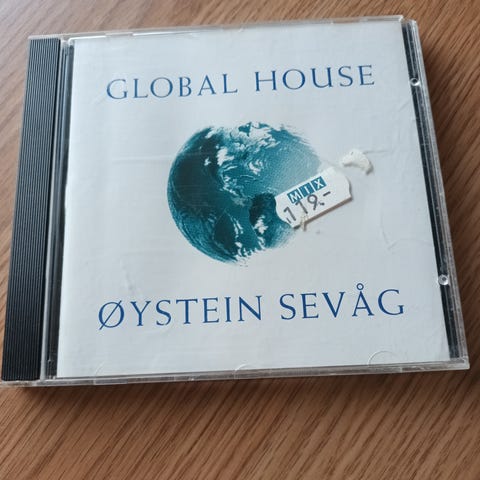 GLOBAL HOUSE
MIX
119.-
ØYSTEIN SEVÅG